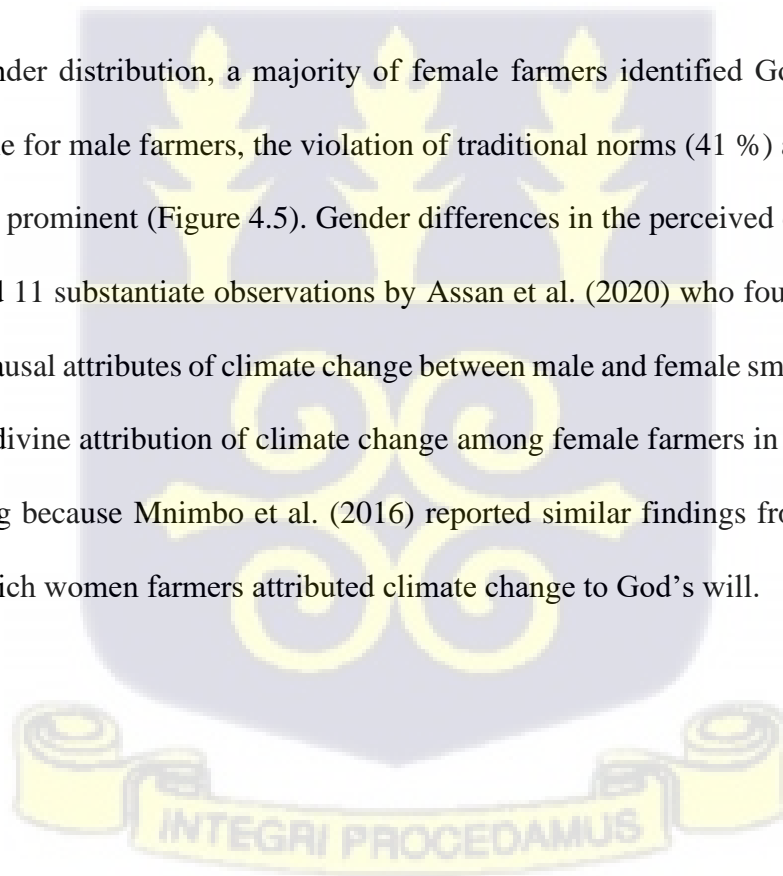 nder distribution, a majority of female farmers identified Go
e for male farmers, the violation of traditional norms (41 %) a
prominent (Figure 4.5). Gender differences in the perceived
11 substantiate observations by Assan et al. (2020) who fou
ausal attributes of climate change between male and female sm
divine attribution of climate change among female farmers in
g because Mnimbo et al. (2016) reported similar findings fro
ich women farmers attributed climate change to God’s will.
INTEGRI PROCEDAMUS